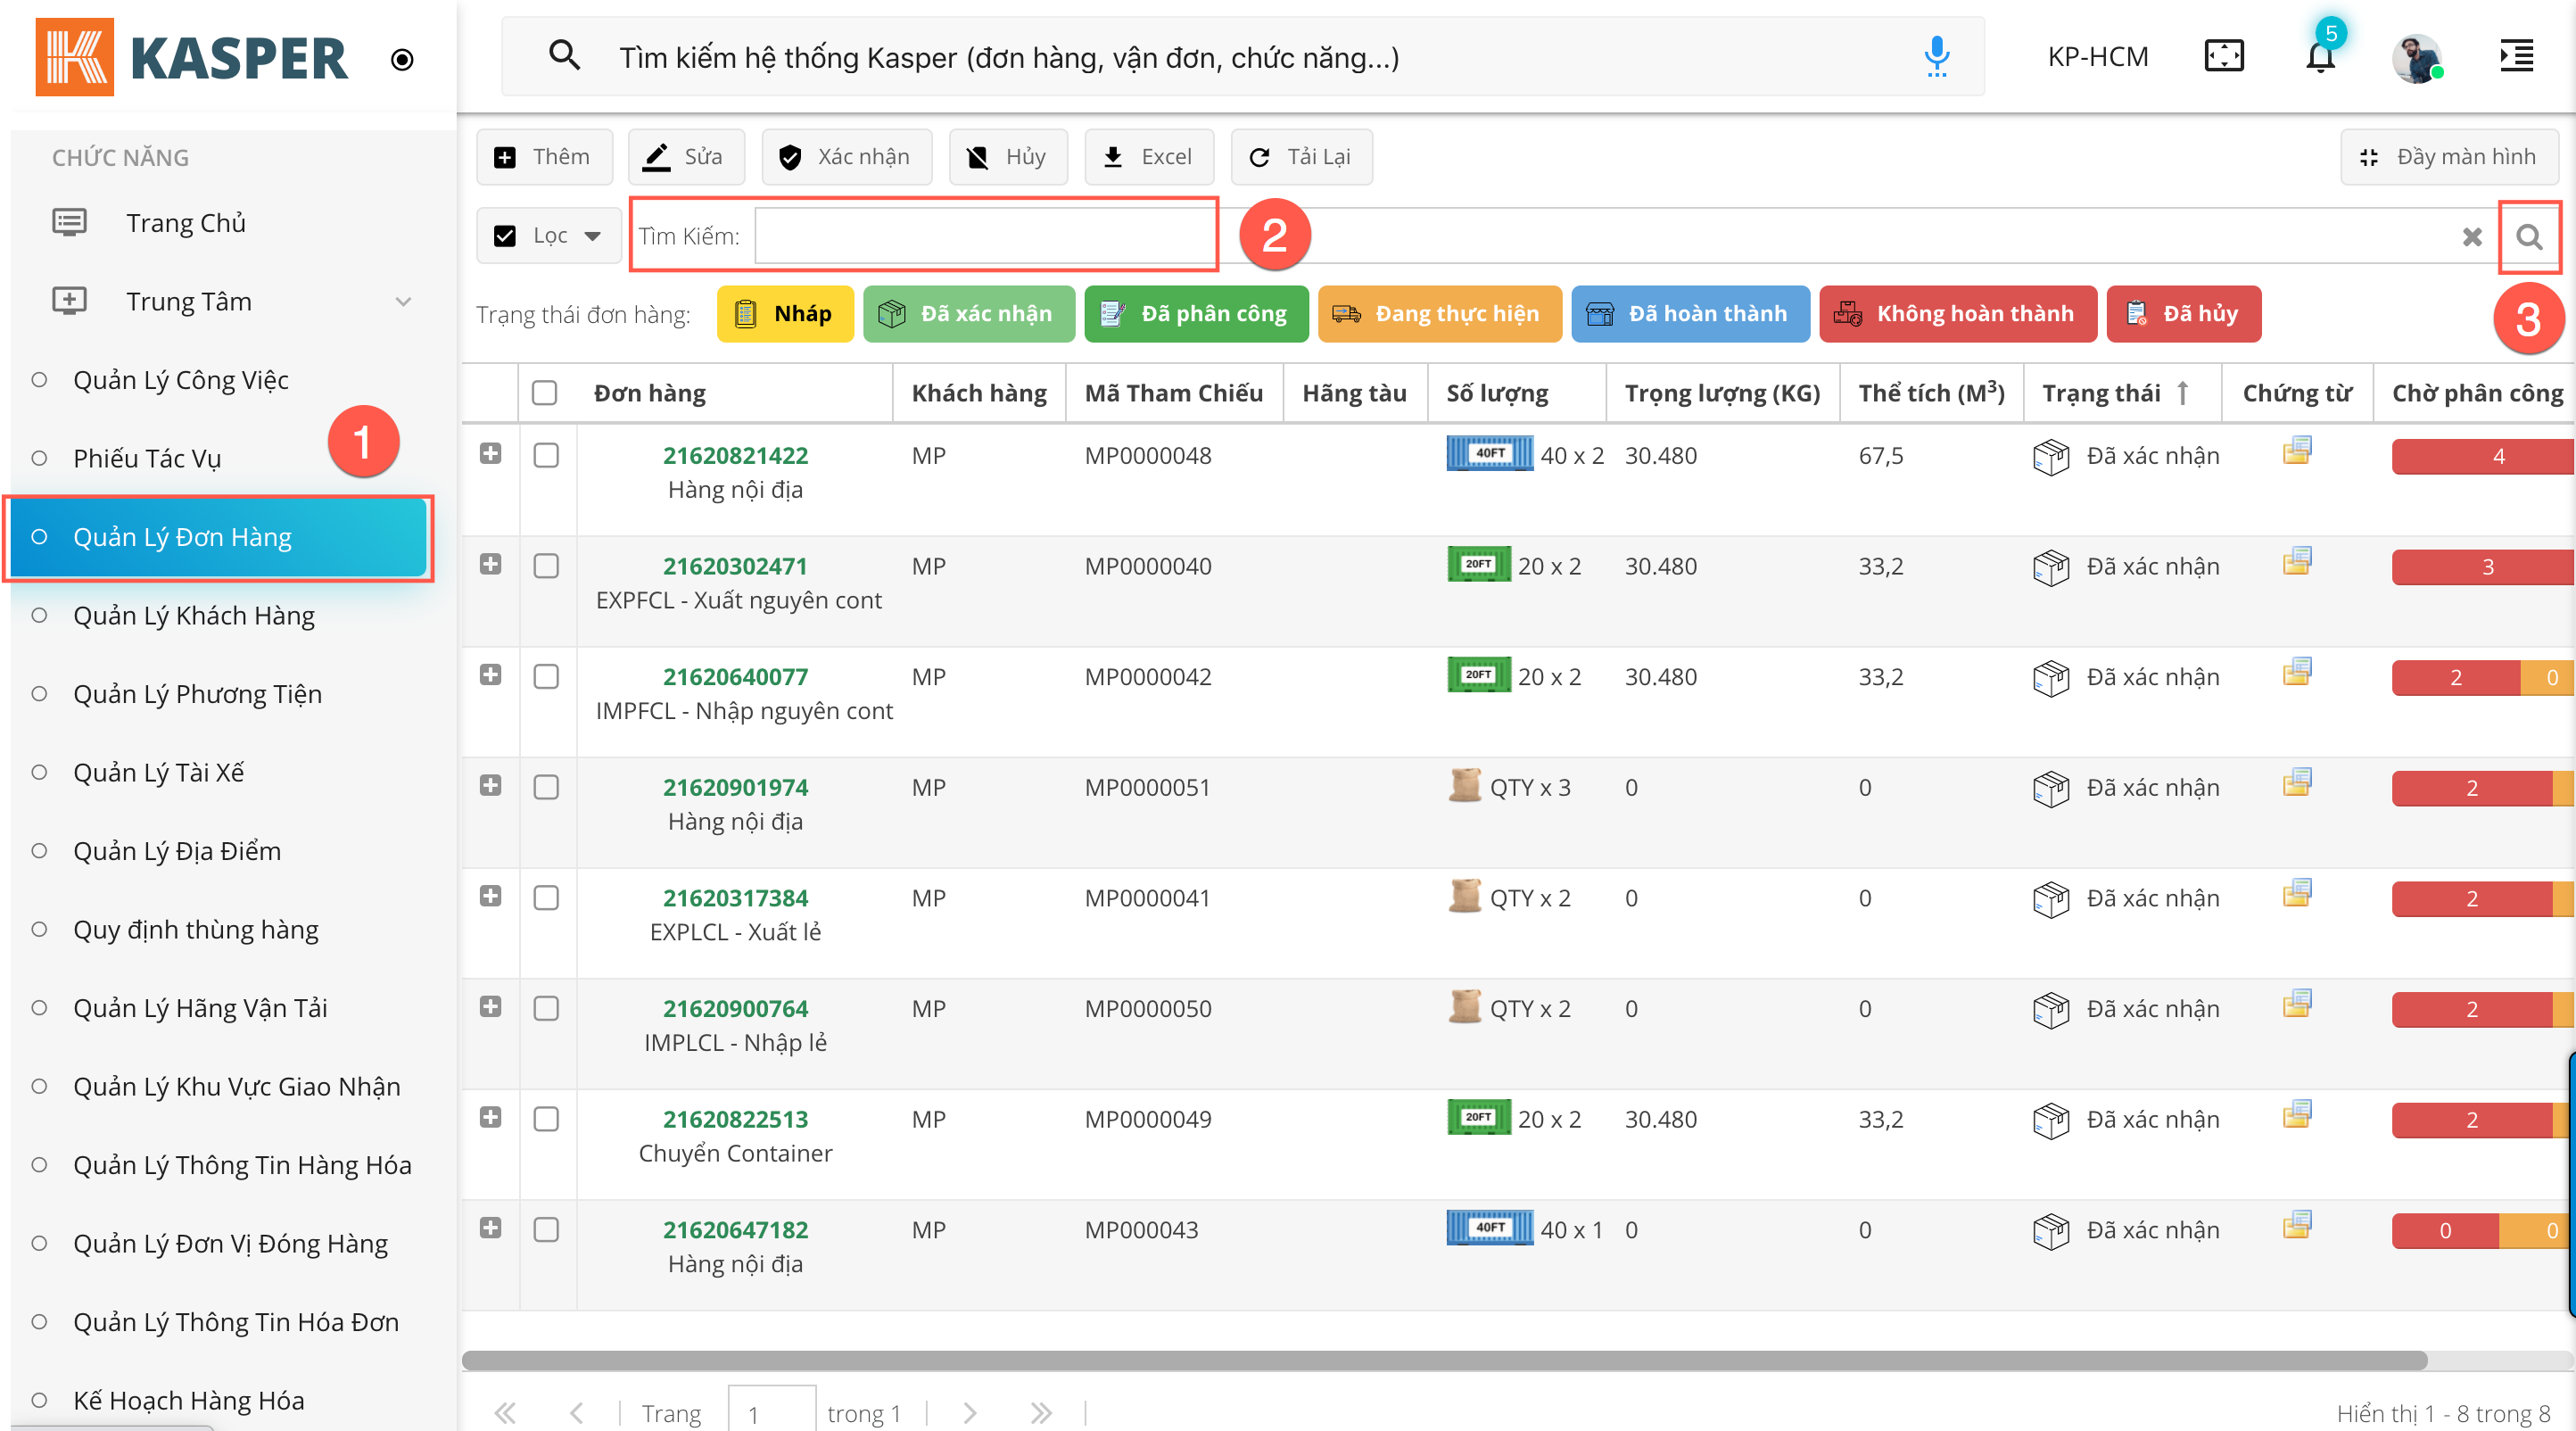 KASPER
Tìm kiếm hệ thống Kasper (đơn hàng, vận đơn, chức năng...)
KP-HCM
5
CHỨC NĂNG
Trang Chủ
Trung Tâm
Quản Lý Công Việc
Phiếu Tác Vụ
1
Quản Lý Đơn Hàng
Quản Lý Khách Hàng
Quản Lý Phương Tiện
Quản Lý Tài Xế
Quản Lý Địa Điểm
Quy định thùng hàng
Quản Lý Hãng Vận Tải
Quản Lý Khu Vực Giao Nhận
Quản Lý Thông Tin Hàng Hóa
Quản Lý Đơn Vị Đóng Hàng
Quản Lý Thông Tin Hóa Đơn
Kế Hoạch Hàng Hóa
Thêm Sửa Xác nhận Hủy Excel Tải Lại Đầy màn hình
Lọc Tìm Kiếm: 2
3
Trạng thái đơn hàng: Nháp Đã xác nhận Đã phân công Đang thực hiện Đã hoàn thành Không hoàn thành Đã hủy
Đơn hàng Khách hàng Mã Tham Chiếu Hãng tàu Số lượng Trọng lượng (KG) Thể tích (M³) Trạng thái Chứng từ Chờ phân công
21620821422 MP MP0000048 40FT 40 x 2 30.480 67,5 Đã xác nhận 4
Hàng nội địa
21620302471 MP MP0000040 20FT 20 x 2 30.480 33,2 Đã xác nhận 3
EXPFCL - Xuất nguyên cont
21620640077 MP MP0000042 20FT 20 x 2 30.480 33,2 Đã xác nhận 2 0
IMPFCL - Nhập nguyên cont
21620901974 MP MP0000051 QTY x 3 0 0 Đã xác nhận 2
Hàng nội địa
21620317384 MP MP0000041 QTY x 2 0 0 Đã xác nhận 2
EXPLCL - Xuất lẻ
21620900764 MP MP0000050 QTY x 2 0 0 Đã xác nhận 2
IMPLCL - Nhập lẻ
21620822513 MP MP0000049 20FT 20 x 2 30.480 33,2 Đã xác nhận 2
Chuyển Container
21620647182 MP MP000043 40FT 40 x 1 0 0 Đã xác nhận 0 0
Hàng nội địa
Trang 1 trong 1
Hiển thị 1 - 8 trong 8